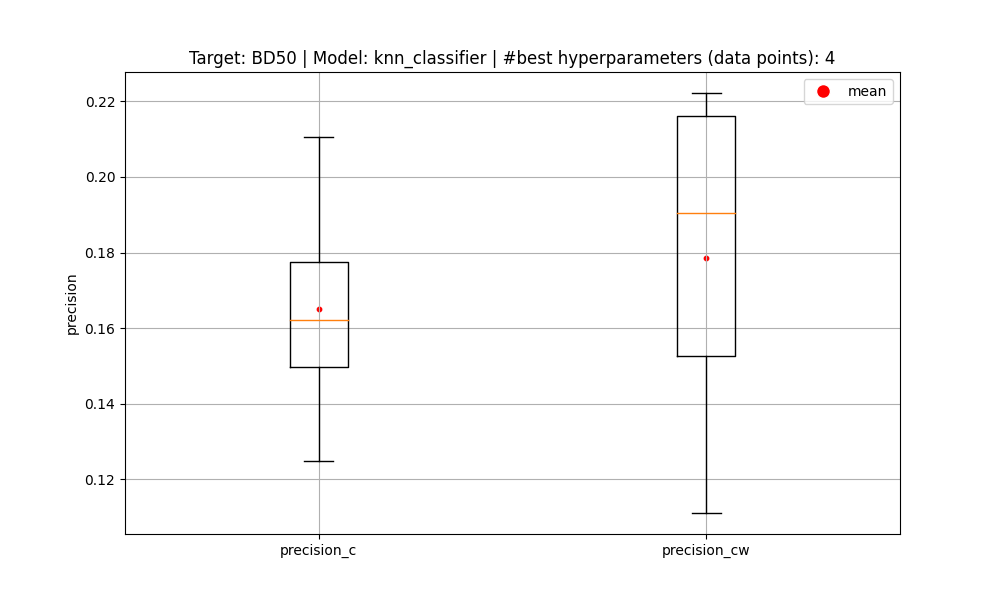 Target: BD50 | Model: knn_classifier | #best hyperparameters (data points): 4
mean
0.22
0.20
0.18
0.16
0.14
0.12
precision
precision_c
precision_cw